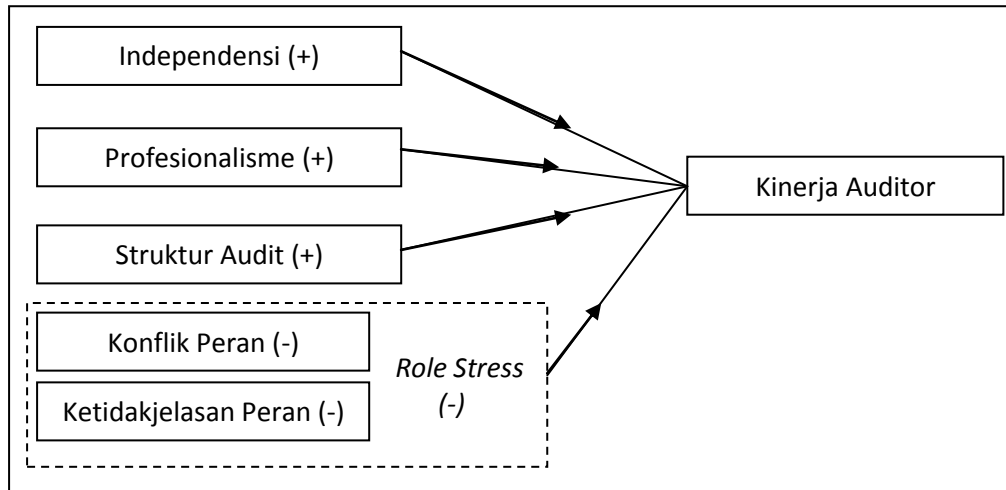 Independensi (+)
Profesionalisme (+)
Kinerja Auditor
Struktur Audit (+)
Konflik Peran (-)
Role Stress
(-)
Ketidakjelasan Peran (-)